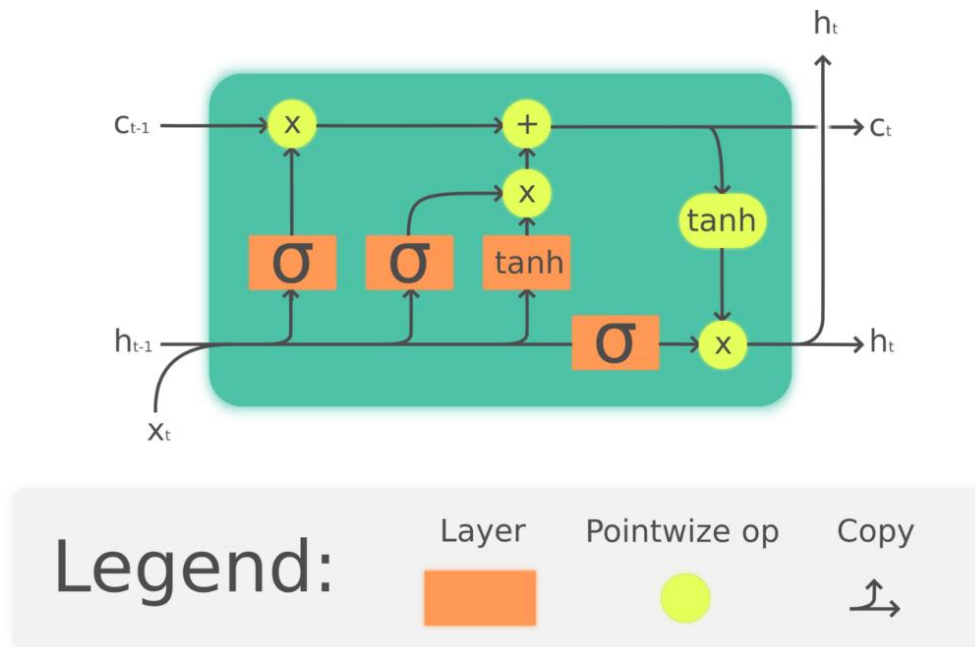 hₜ
cₜ₋₁ x + cₜ
x
tanh
σ σ tanh
hₜ₋₁ σ x hₜ
xₜ
Legend:
Layer Pointwize op Copy